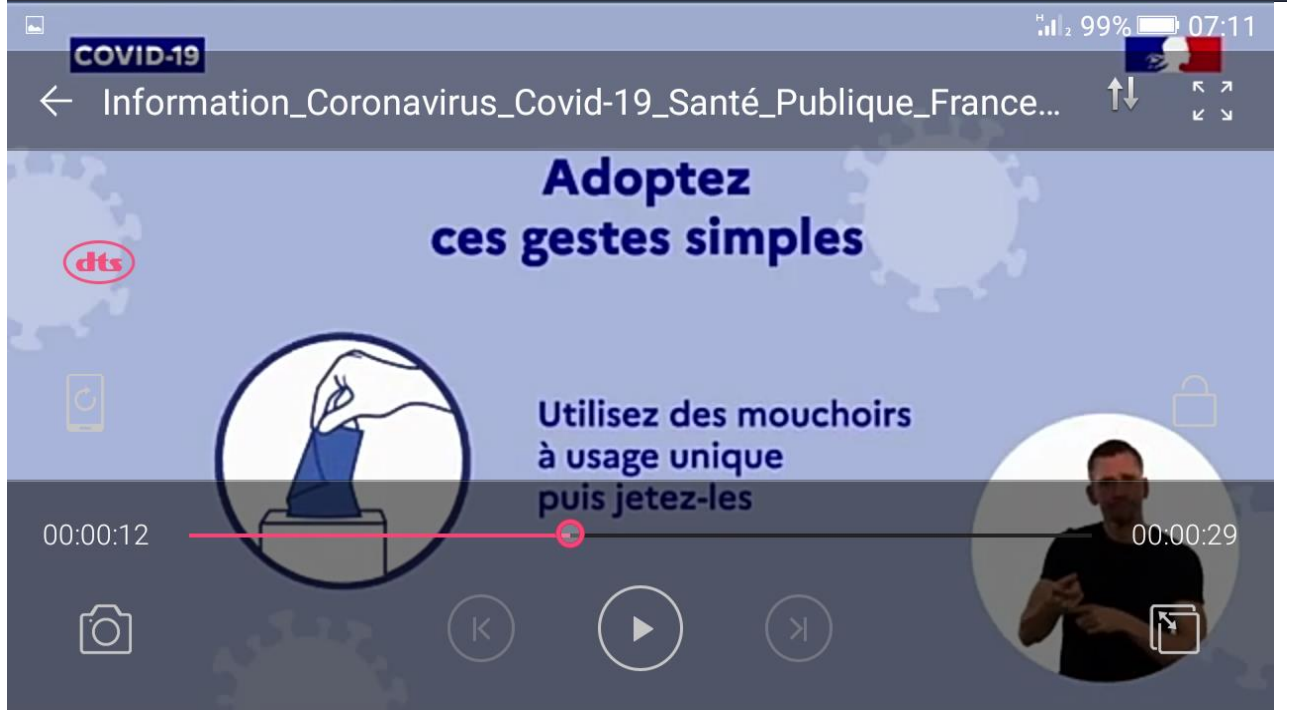 H 2 99% 07:11
COVID-19
Information_Coronavirus_Covid-19_Santé_Publique_France...
Adoptez
ces gestes simples
dts
Utilisez des mouchoirs
à usage unique
puis jetez-les
00:00:12
00:00:29